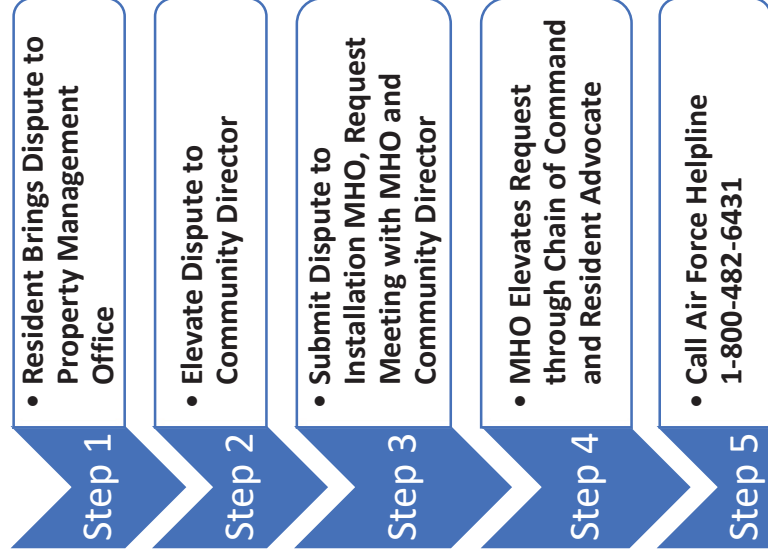 Step 1
• Resident Brings Dispute to
Property Management
Office
Step 2
• Elevate Dispute to
Community Director
Step 3
• Submit Dispute to
Installation MHO, Request
Meeting with MHO and
Community Director
Step 4
• MHO Elevates Request
through Chain of Command
and Resident Advocate
Step 5
• Call Air Force Helpline
1-800-482-6431